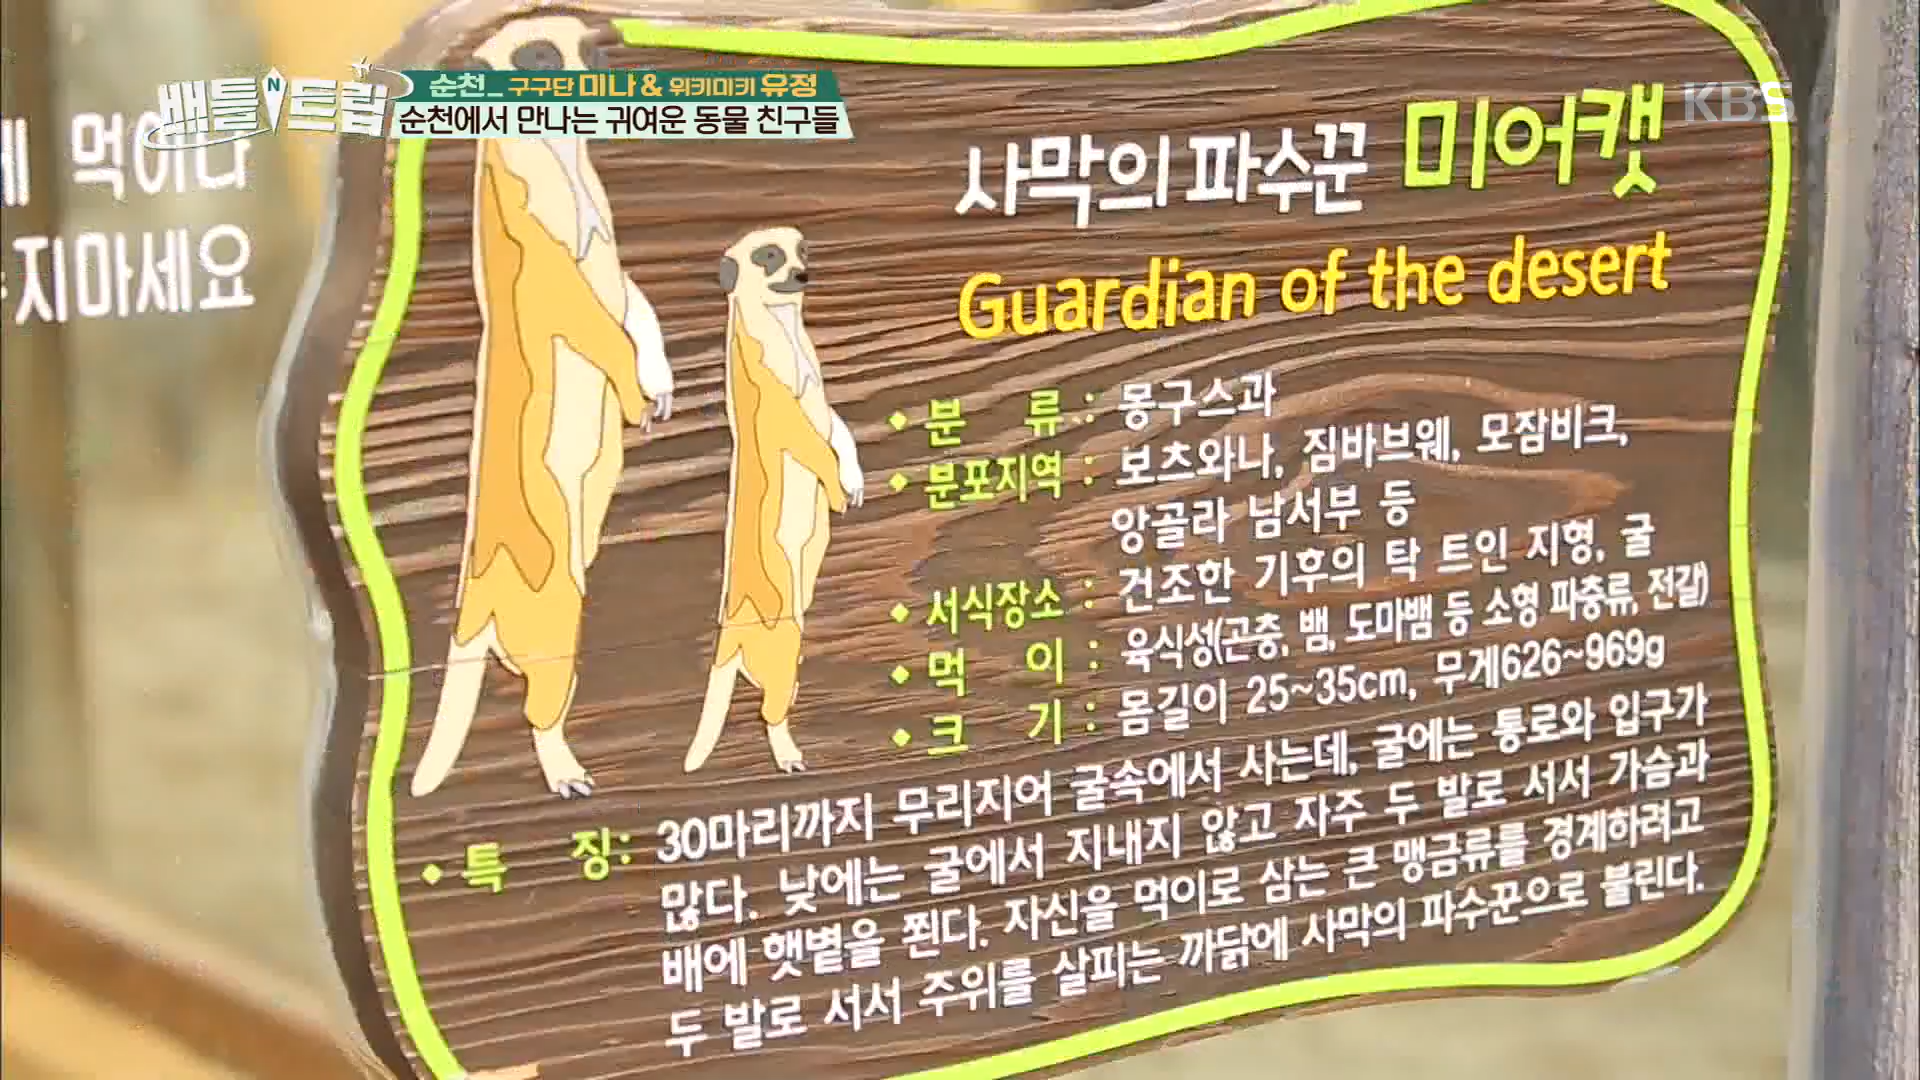 배틀트립
순천_ 구구단 미나 & 위키미키 유정
순천에서 만나는 귀여운 동물 친구들
KBS
먹이나
지마세요
사막의 파수꾼 미어캣
Guardian of the desert
◆ 분 류 : 몽구스과
◆ 분포지역 : 보츠와나, 짐바브웨, 모잠비크,
앙골라 남서부 등
◆ 서식장소 : 건조한 기후의 탁 트인 지형, 굴
◆ 먹 이 : 육식성(곤충, 뱀, 도마뱀 등 소형 파충류, 전갈)
◆ 크 기 : 몸길이 25~35cm, 무게626~969g
◆ 특 징: 30마리까지 무리지어 굴속에서 사는데, 굴에는 통로와 입구가
많다. 낮에는 굴에서 지내지 않고 자주 두 발로 서서 가슴과
배에 햇볕을 쬔다. 자신을 먹이로 삼는 큰 맹금류를 경계하려고
두 발로 서서 주위를 살피는 까닭에 사막의 파수꾼으로 불린다.